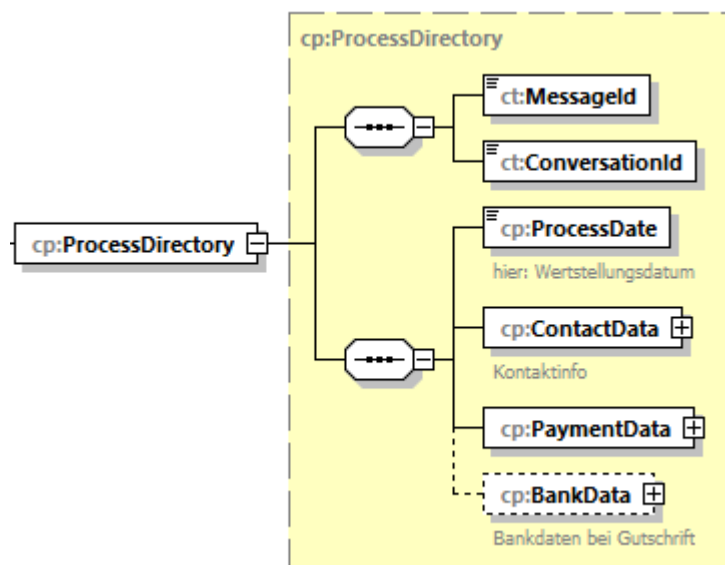 cp:ProcessDirectory
ct:MessageId
ct:ConversationId
cp:ProcessDirectory
cp:ProcessDate
hier: Wertstellungsdatum
cp:ContactData
Kontaktinfo
cp:PaymentData
cp:BankData
Bankdaten bei Gutschrift